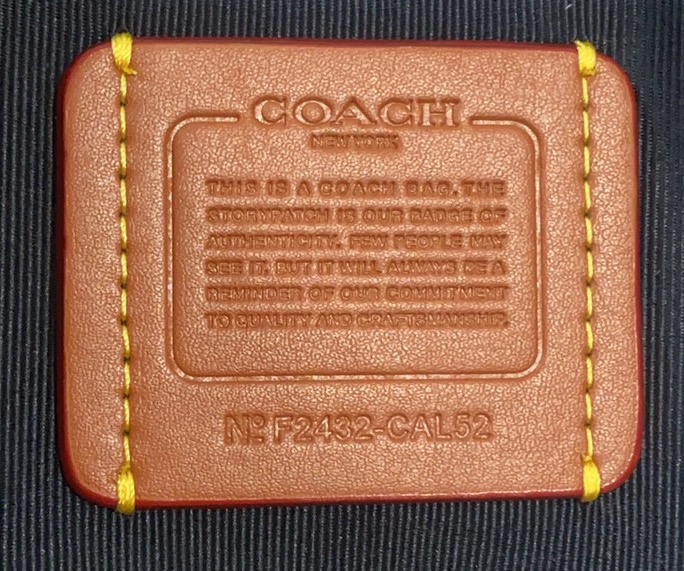 COACH
NEW YORK
THIS IS A COACH BAG. THE
STORYPATCH IS OUR BADGE OF
AUTHENTICITY. FEW PEOPLE MAY
SEE IT. BUT IT WILL ALWAYS BE A
REMINDER OF OUR COMMITMENT
TO QUALITY AND CRAFTSMANSHIP.
Nº F2432-CAL52